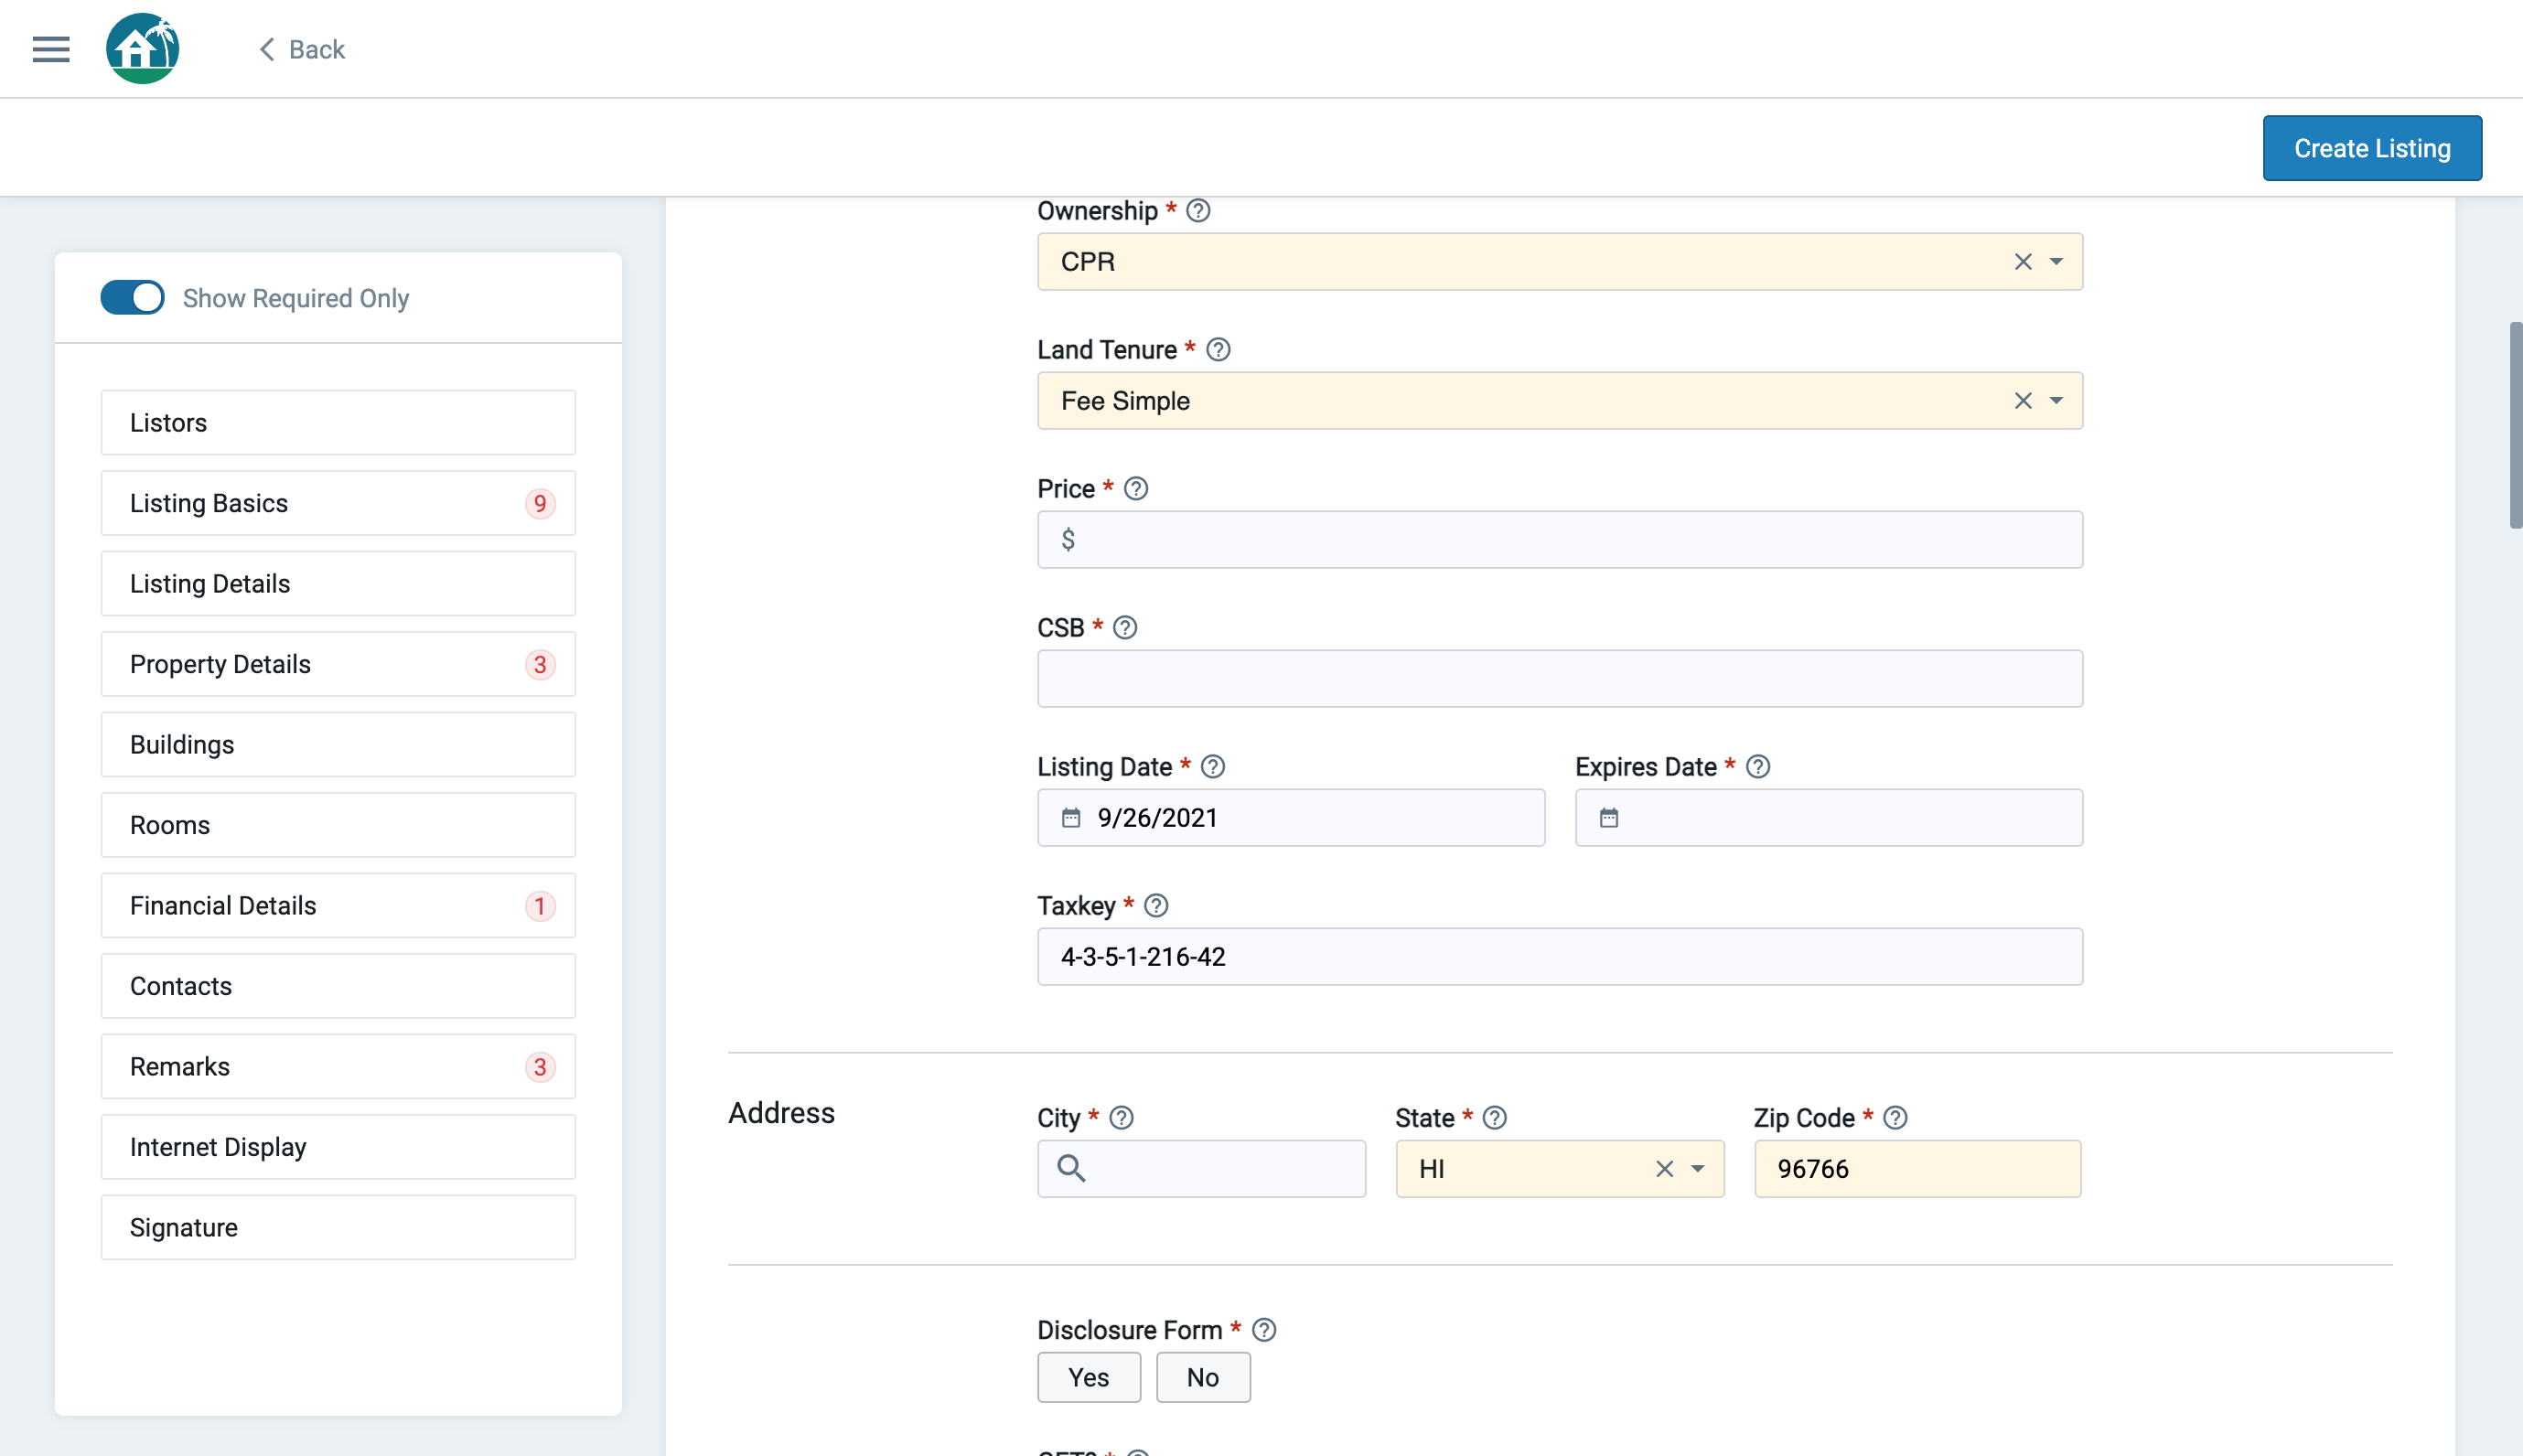 Back
Create Listing
Show Required Only
Listors
Listing Basics 9
Listing Details
Property Details 3
Buildings
Rooms
Financial Details 1
Contacts
Remarks 3
Internet Display
Signature
Ownership * ?
CPR
Land Tenure * ?
Fee Simple
Price * ?
$
CSB * ?
Listing Date * ? Expires Date * ?
9/26/2021
Taxkey * ?
4-3-5-1-216-42
Address
City * ? State * ? Zip Code * ?
HI 96766
Disclosure Form * ?
Yes No